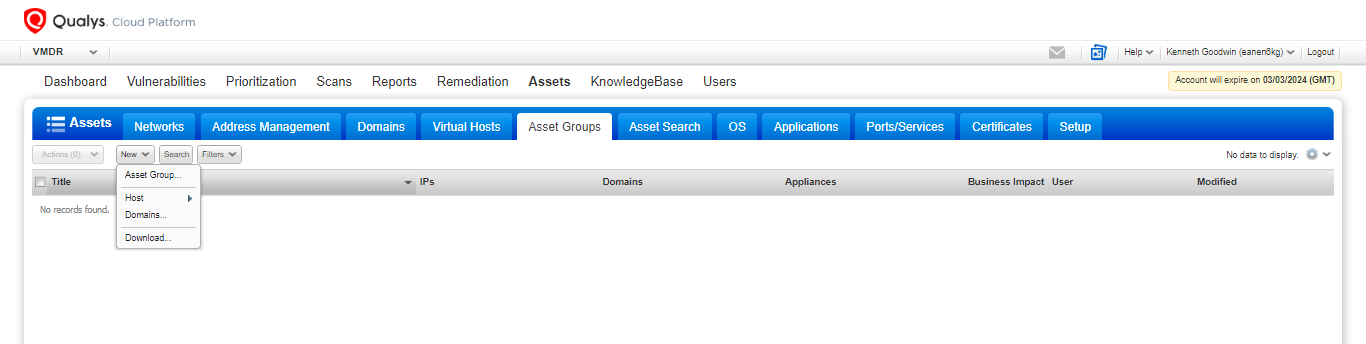 Qualys. Cloud Platform
VMDR Help Kenneth Goodwin (eanen6kg) Logout
Dashboard Vulnerabilities Prioritization Scans Reports Remediation Assets KnowledgeBase Users Account will expire on 03/03/2024 (GMT)
Assets Networks Address Management Domains Virtual Hosts Asset Groups Asset Search OS Applications Ports/Services Certificates Setup
Actions (0) New Search Filters No data to display.
Title IPs Domains Appliances Business Impact User Modified
No records found.
Asset Group...
Host
Domains...
Download...